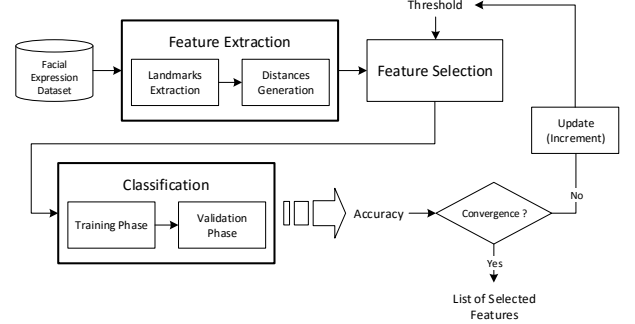 Threshold
Feature Extraction
Facial
Expression
Dataset
Landmarks
Extraction
Distances
Generation
Feature Selection
Update
(Increment)
Classification
Training Phase
Validation
Phase
Accuracy
Convergence ?
No
Yes
List of Selected
Features